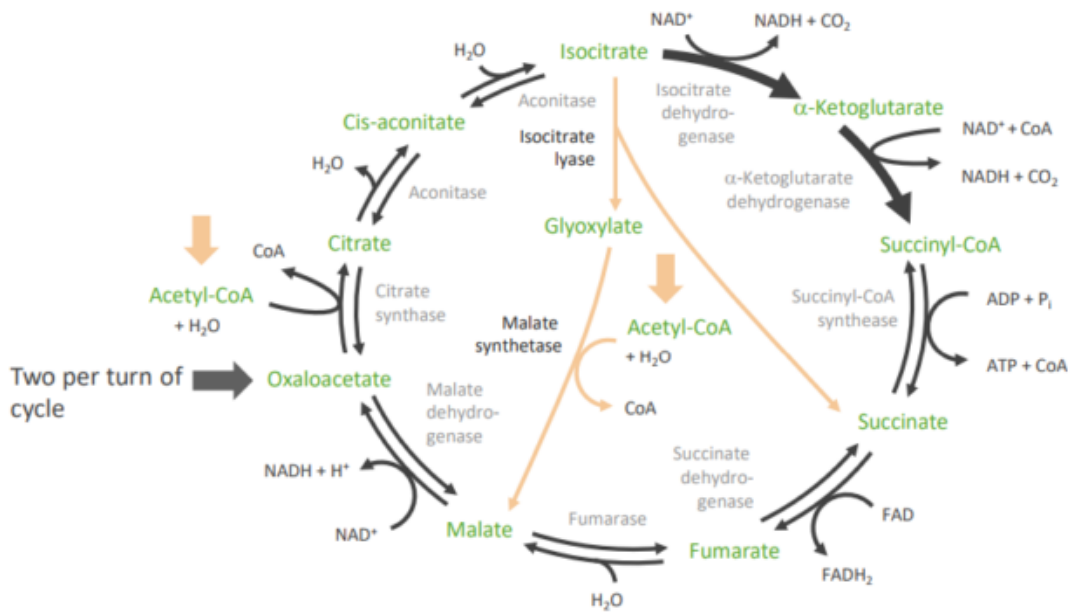 NAD⁺
NADH + CO₂
H₂O
Isocitrate
Aconitase
Isocitrate
dehydro-
genase
α-Ketoglutarate
Cis-aconitate
Isocitrate
lyase
NAD⁺ + CoA
H₂O
Aconitase
α-Ketoglutarate
dehydrogenase
NADH + CO₂
Glyoxylate
Citrate
Succinyl-CoA
CoA
Acetyl-CoA
+ H₂O
Citrate
synthase
Succinyl-CoA
synthease
ADP + Pᵢ
Malate
synthetase
Acetyl-CoA
+ H₂O
ATP + CoA
Two per turn of
cycle
Oxaloacetate
Malate
dehydro-
genase
CoA
Succinate
NADH + H⁺
Succinate
dehydro-
genase
NAD⁺
Malate
Fumarase
FAD
Fumarate
FADH₂
H₂O